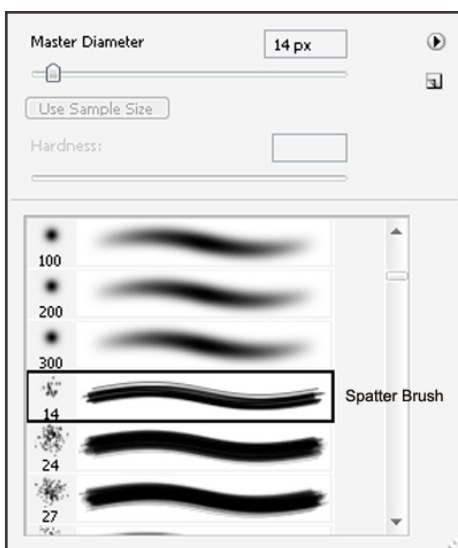 Master Diameter 14 px
Use Sample Size
Hardness:
100
200
300
14 Spatter Brush
24
27